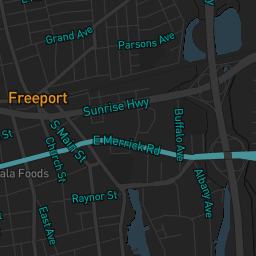 Grand Ave
Parsons Ave
Freeport
Sunrise Hwy
St
S Main St
E Merrick Rd
Buffalo Ave
Church St
ala Foods
Raynor St
Albany Ave
East Ave